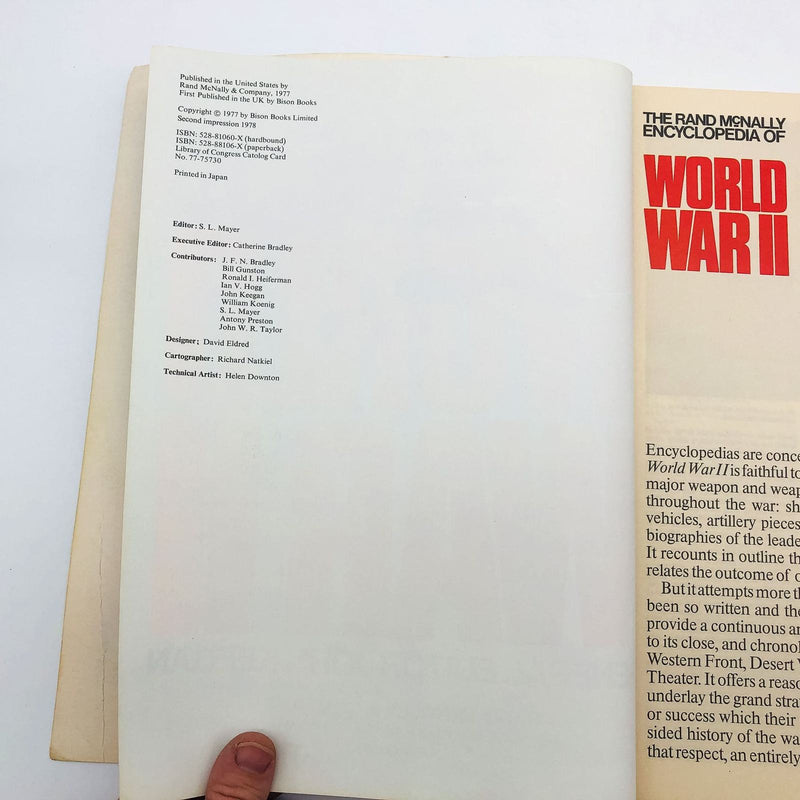 Published in the United States by
Rand McNally & Company, 1977
First Published in the UK by Bison Books
Copyright © 1977 by Bison Books Limited
Second impression 1978
ISBN: 528-81060-X (hardbound)
ISBN: 528-88106-X (paperback)
Library of Congress Catolog Card
No. 77-75730
Printed in Japan
Editor: S. L. Mayer
Executive Editor: Catherine Bradley
Contributors: J. F. N. Bradley
Bill Gunston
Ronald I. Heiferman
Ian V. Hogg
John Keegan
William Koenig
S. L. Mayer
Antony Preston
John W. R. Taylor
Designer; David Eldred
Cartographer: Richard Natkiel
Technical Artist: Helen Downton
THE RAND McNALLY
ENCYCLOPEDIA OF
WORLD
WAR II
Encyclopedias are conce
World War II is faithful to
major weapon and weap
throughout the war: sh
vehicles, artillery pieces
biographies of the leade
It recounts in outline th
relates the outcome of
But it attempts more th
been so written and the
provide a continuous a
to its close, and chronol
Western Front, Desert
Theater. It offers a reaso
underlay the grand stra
or success which their
sided history of the wa
that respect, an entirely